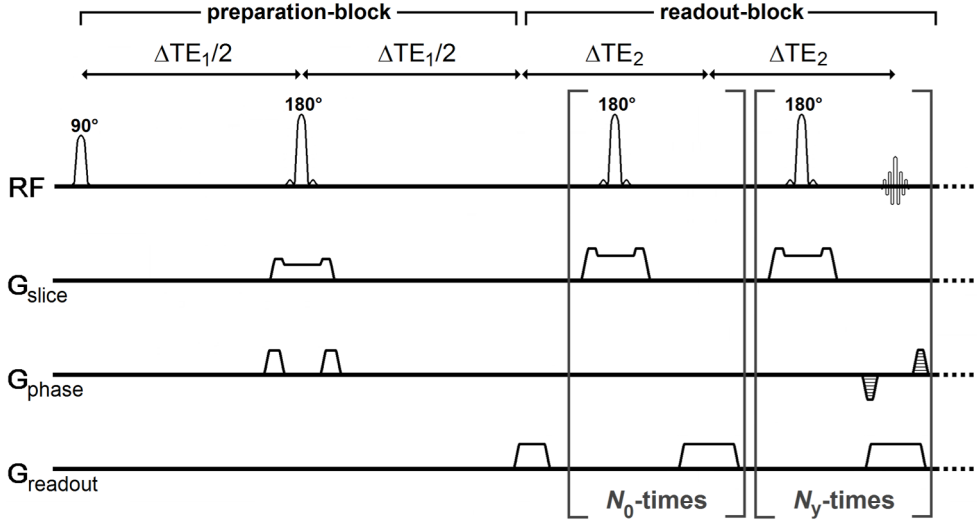 preparation-block readout-block
ΔTE₁/2 ΔTE₁/2 ΔTE₂ ΔTE₂
90° 180° 180° 180°
RF
Gslice
Gphase
Greadout
N₀-times Ny-times